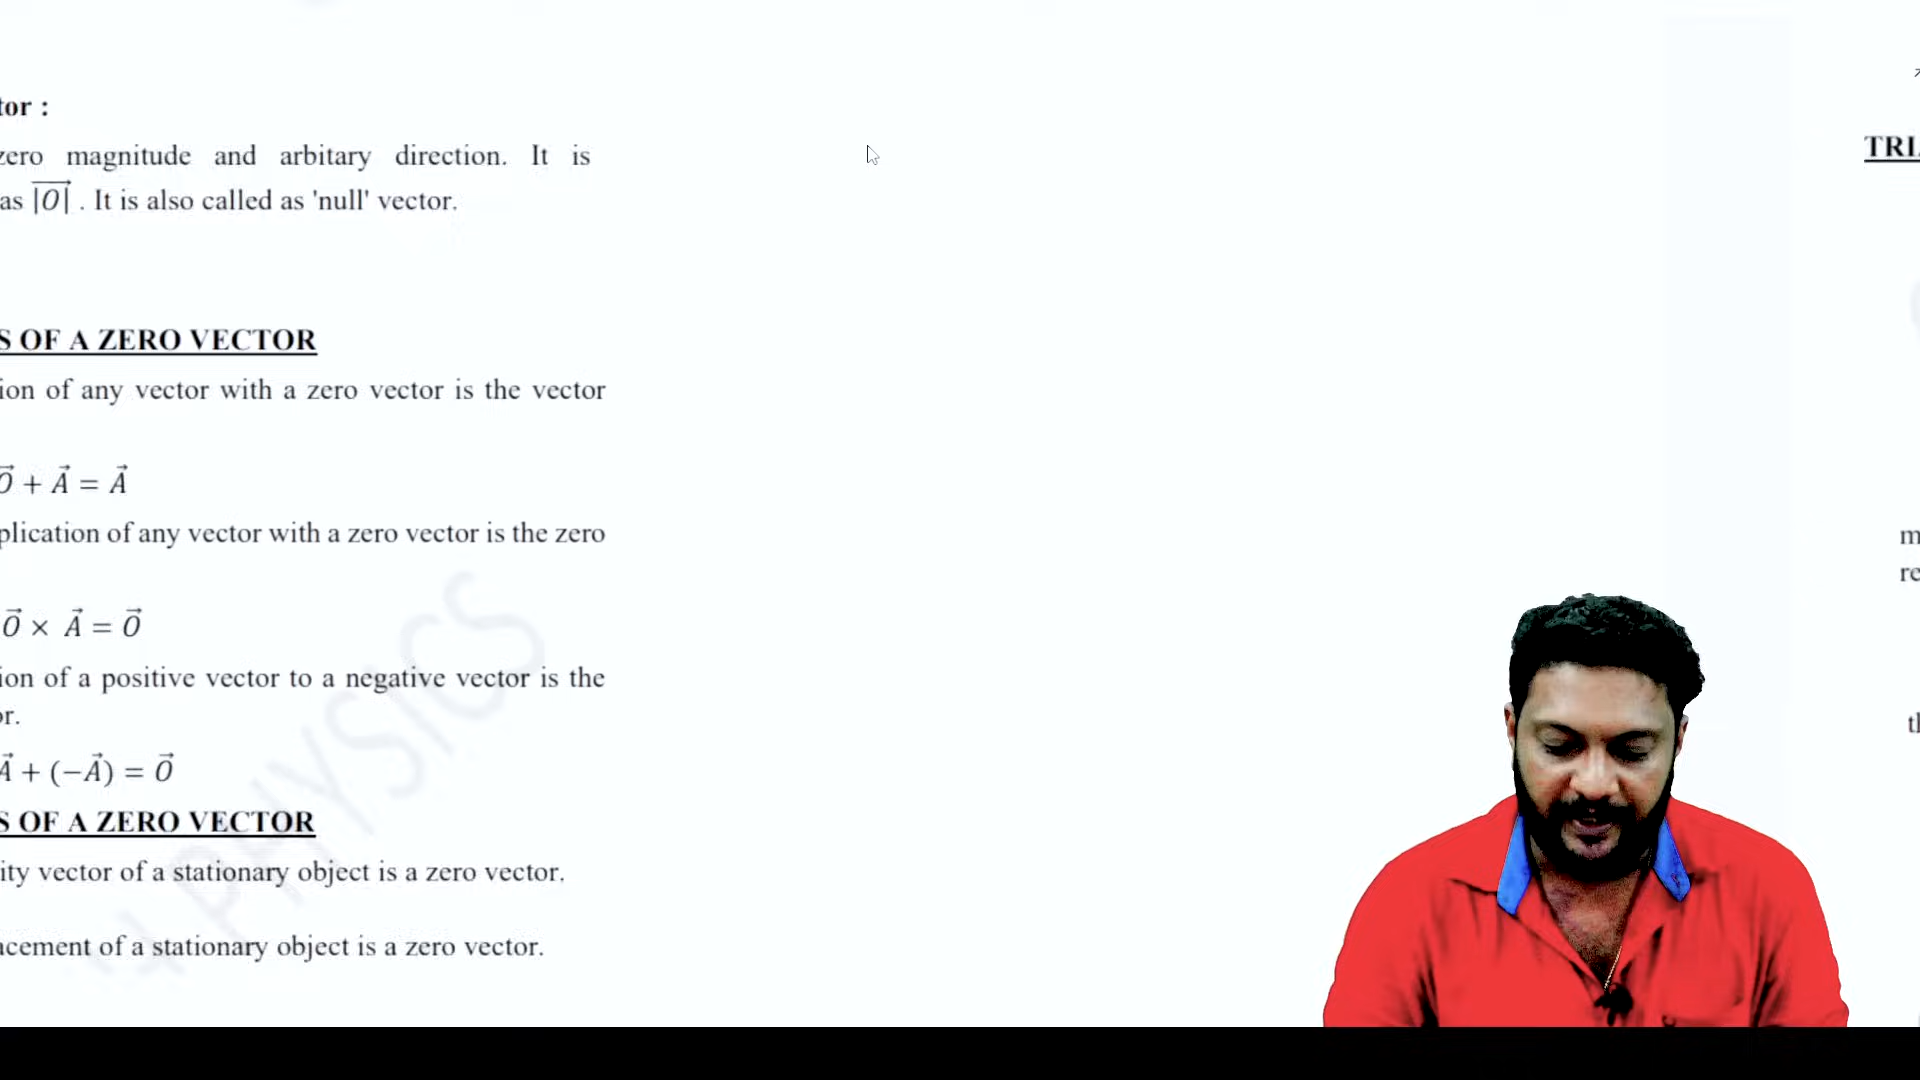 tor :
zero magnitude and arbitary direction. It is
as |O⃗| . It is also called as 'null' vector.
S OF A ZERO VECTOR
ion of any vector with a zero vector is the vector
O⃗ + A⃗ = A⃗
plication of any vector with a zero vector is the zero
O⃗ × A⃗ = O⃗
ion of a positive vector to a negative vector is the
or.
A⃗ + (−A⃗) = O⃗
S OF A ZERO VECTOR
ity vector of a stationary object is a zero vector.
acement of a stationary object is a zero vector.
PHYSICS
TRI
m
re
th